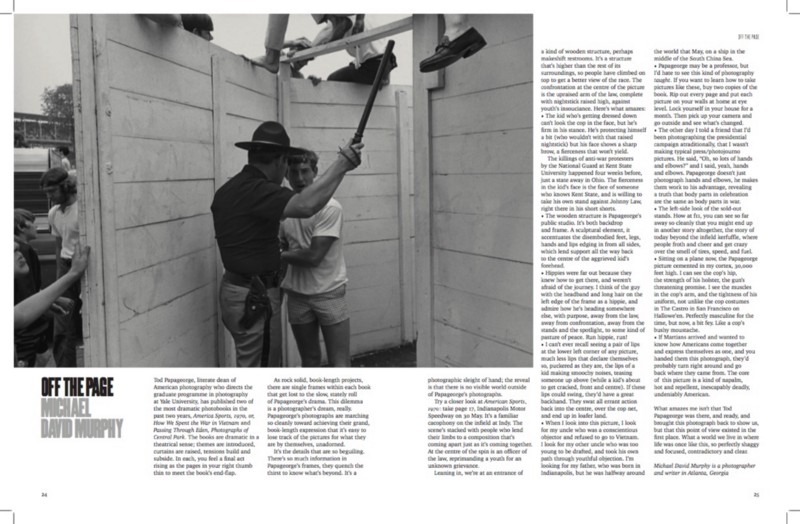 OFF THE PAGE
OFF THE PAGE
MICHAEL
DAVID MURPHY
Tod Papageorge, literate dean of
American photography who directs the
graduate programme in photography
at Yale University, has published two of
the most dramatic photobooks in the
past two years, American Sports, 1970, or,
How We Spent the War in Vietnam and
Passing Through Eden, Photographs of
Central Park. The books are dramatic in a
theatrical sense; themes are introduced,
curtains are raised, tensions build and
subside. In each, you feel a final act
rising as the pages in your right thumb
thin to meet the book's end-flap.
As rock solid, book-length projects,
there are single frames within each book
that get lost to the slow, stately roll
of Papageorge's drama. This dilemma
is a photographer's dream, really.
Papageorge's photographs are marching
so cleanly toward achieving their grand,
book-length expression that it's easy to
lose track of the pictures for what they
are by themselves, unadorned.
It's the details that are so beguiling.
There's so much information in
Papageorge's frames, they quench the
thirst to know what's beyond. It's a
photographic sleight of hand; the reveal
is that there is no visible world outside
of Papageorge's frame.
Try a closer look at American Sports,
1970: take page 17, Indianapolis Motor
Speedway on 30 May. It's a familiar
cacophony on the infield at Indy. The
scene's stacked with people who lend
their limbs to a composition that's
coming apart just as it's coming together.
At the centre of the spin is an officer of
the law, reprimanding a youth for an
unknown grievance.
Leaning in, we're at an entrance of
a kind of wooden structure, perhaps
makeshift restrooms. It's a structure
that's higher than the rest of its
surroundings, so people have climbed on
top to get a better view of the race. The
confrontation at the centre of the picture
is the upraised arm of the law, complete
with nightstick raised high, against
youth's insouciance. Here's what amazes:
• The kid who's getting dressed down
can't look the cop in the face, but he's
firm in his stance. He's protecting himself
a bit (who wouldn't with that raised
nightstick) but his face shows a sharp
brow, a fierceness that won't yield.
The killings of anti-war protesters
by the National Guard at Kent State
University happened four weeks before,
just a state away in Ohio. The fierceness
in the kid's face is the face of someone
who knows Kent State, and is willing to
take his own stand against Johnny Law,
right there in his short shorts.
• The wooden structure is Papageorge's
public studio. It's both backdrop
and frame. A sculptural element, it
accentuates the disembodied feet, legs,
hands and lips edging in from all sides,
which lend support all the way back
to the centre of the aggrieved kid's
forehead.
• Hippies were far out because they
knew how to get there, and weren't
afraid of the journey. I think of the guy
with the headband and long hair on the
left edge of the frame as a hippie, and
admire how he's heading somewhere
else, with purpose, away from the law,
away from confrontation, away from the
stands and the spotlight, to some kind of
pasture of peace. Run hippie, run!
• I can't ever recall seeing a pair of lips
at the lower left corner of any picture,
much less lips that declare themselves
so, puckered as they are, the lips of a
kid making smoochy noises, teasing
someone up above (while a kid's about
to get cracked, front and centre). If these
lips could swing, they'd have a great
backhand. They swat all errant action
back into the centre, over the cop set,
and end up in loafer land.
• When I look into this picture, I look
for my uncle who was a conscientious
objector and refused to go to Vietnam.
I look for my other uncle who was too
young to be drafted, and took his own
path through youthful objection. I'm
looking for my father, who was born in
Indianapolis, but he was halfway around
the world that May, on a ship in the
middle of the South China Sea.
• Papageorge may be a professor, but
I'd hate to see this kind of photography
taught. If you want to learn how to take
pictures like these, buy two copies of the
book. Rip out every page and put each
picture on your walls at home at eye
level. Lock yourself in your house for a
month. Then pick up your camera and
go outside and see what's changed.
• The other day I told a friend that I'd
been photographing the presidential
campaign atraditionally, that I wasn't
making typical press/photojourno
pictures. He said, "Oh, so lots of hands
and elbows?" and I said, yeah, hands
and elbows. Papageorge doesn't just
photograph hands and elbows, he makes
them work to his advantage, revealing
a truth that body parts in celebration
are the same as body parts in war.
• The left-side look of the sold-out
stands. How at f11, you can see so far
away so cleanly that you might end up
in another story altogether, the story of
today beyond the infield kerfuffle, where
people froth and cheer and get crazy
over the smell of tires, speed, and fuel.
• Sitting on a plane now, the Papageorge
picture cemented in my cortex, 30,000
feet high. I can see the cop's hip,
the strength of his holster, the gun's
threatening promise. I see the muscles
in the cop's arm, and the tightness of his
uniform, not unlike the cop costumes
in The Castro in San Francisco on
Hallowe'en. Perfectly masculine for the
time, but now, a bit fey. Like a cop's
bushy moustache.
• If Martians arrived and wanted to
know how Americans came together
and express themselves as one, and you
handed them this photograph, they'd
probably turn right around and go
back where they came from. The core
of this picture is a kind of napalm,
hot and repellent, inescapably deadly,
undeniably American.
What amuses me isn't that Tod
Papageorge was there, and ready, and
brought this photograph back to show us,
but that this point of view existed in the
first place. What a world we live in where
life was once like this, so perfectly shaggy
and focused, contradictory and clear.
Michael David Murphy is a photographer
and writer in Atlanta, Georgia
24
25